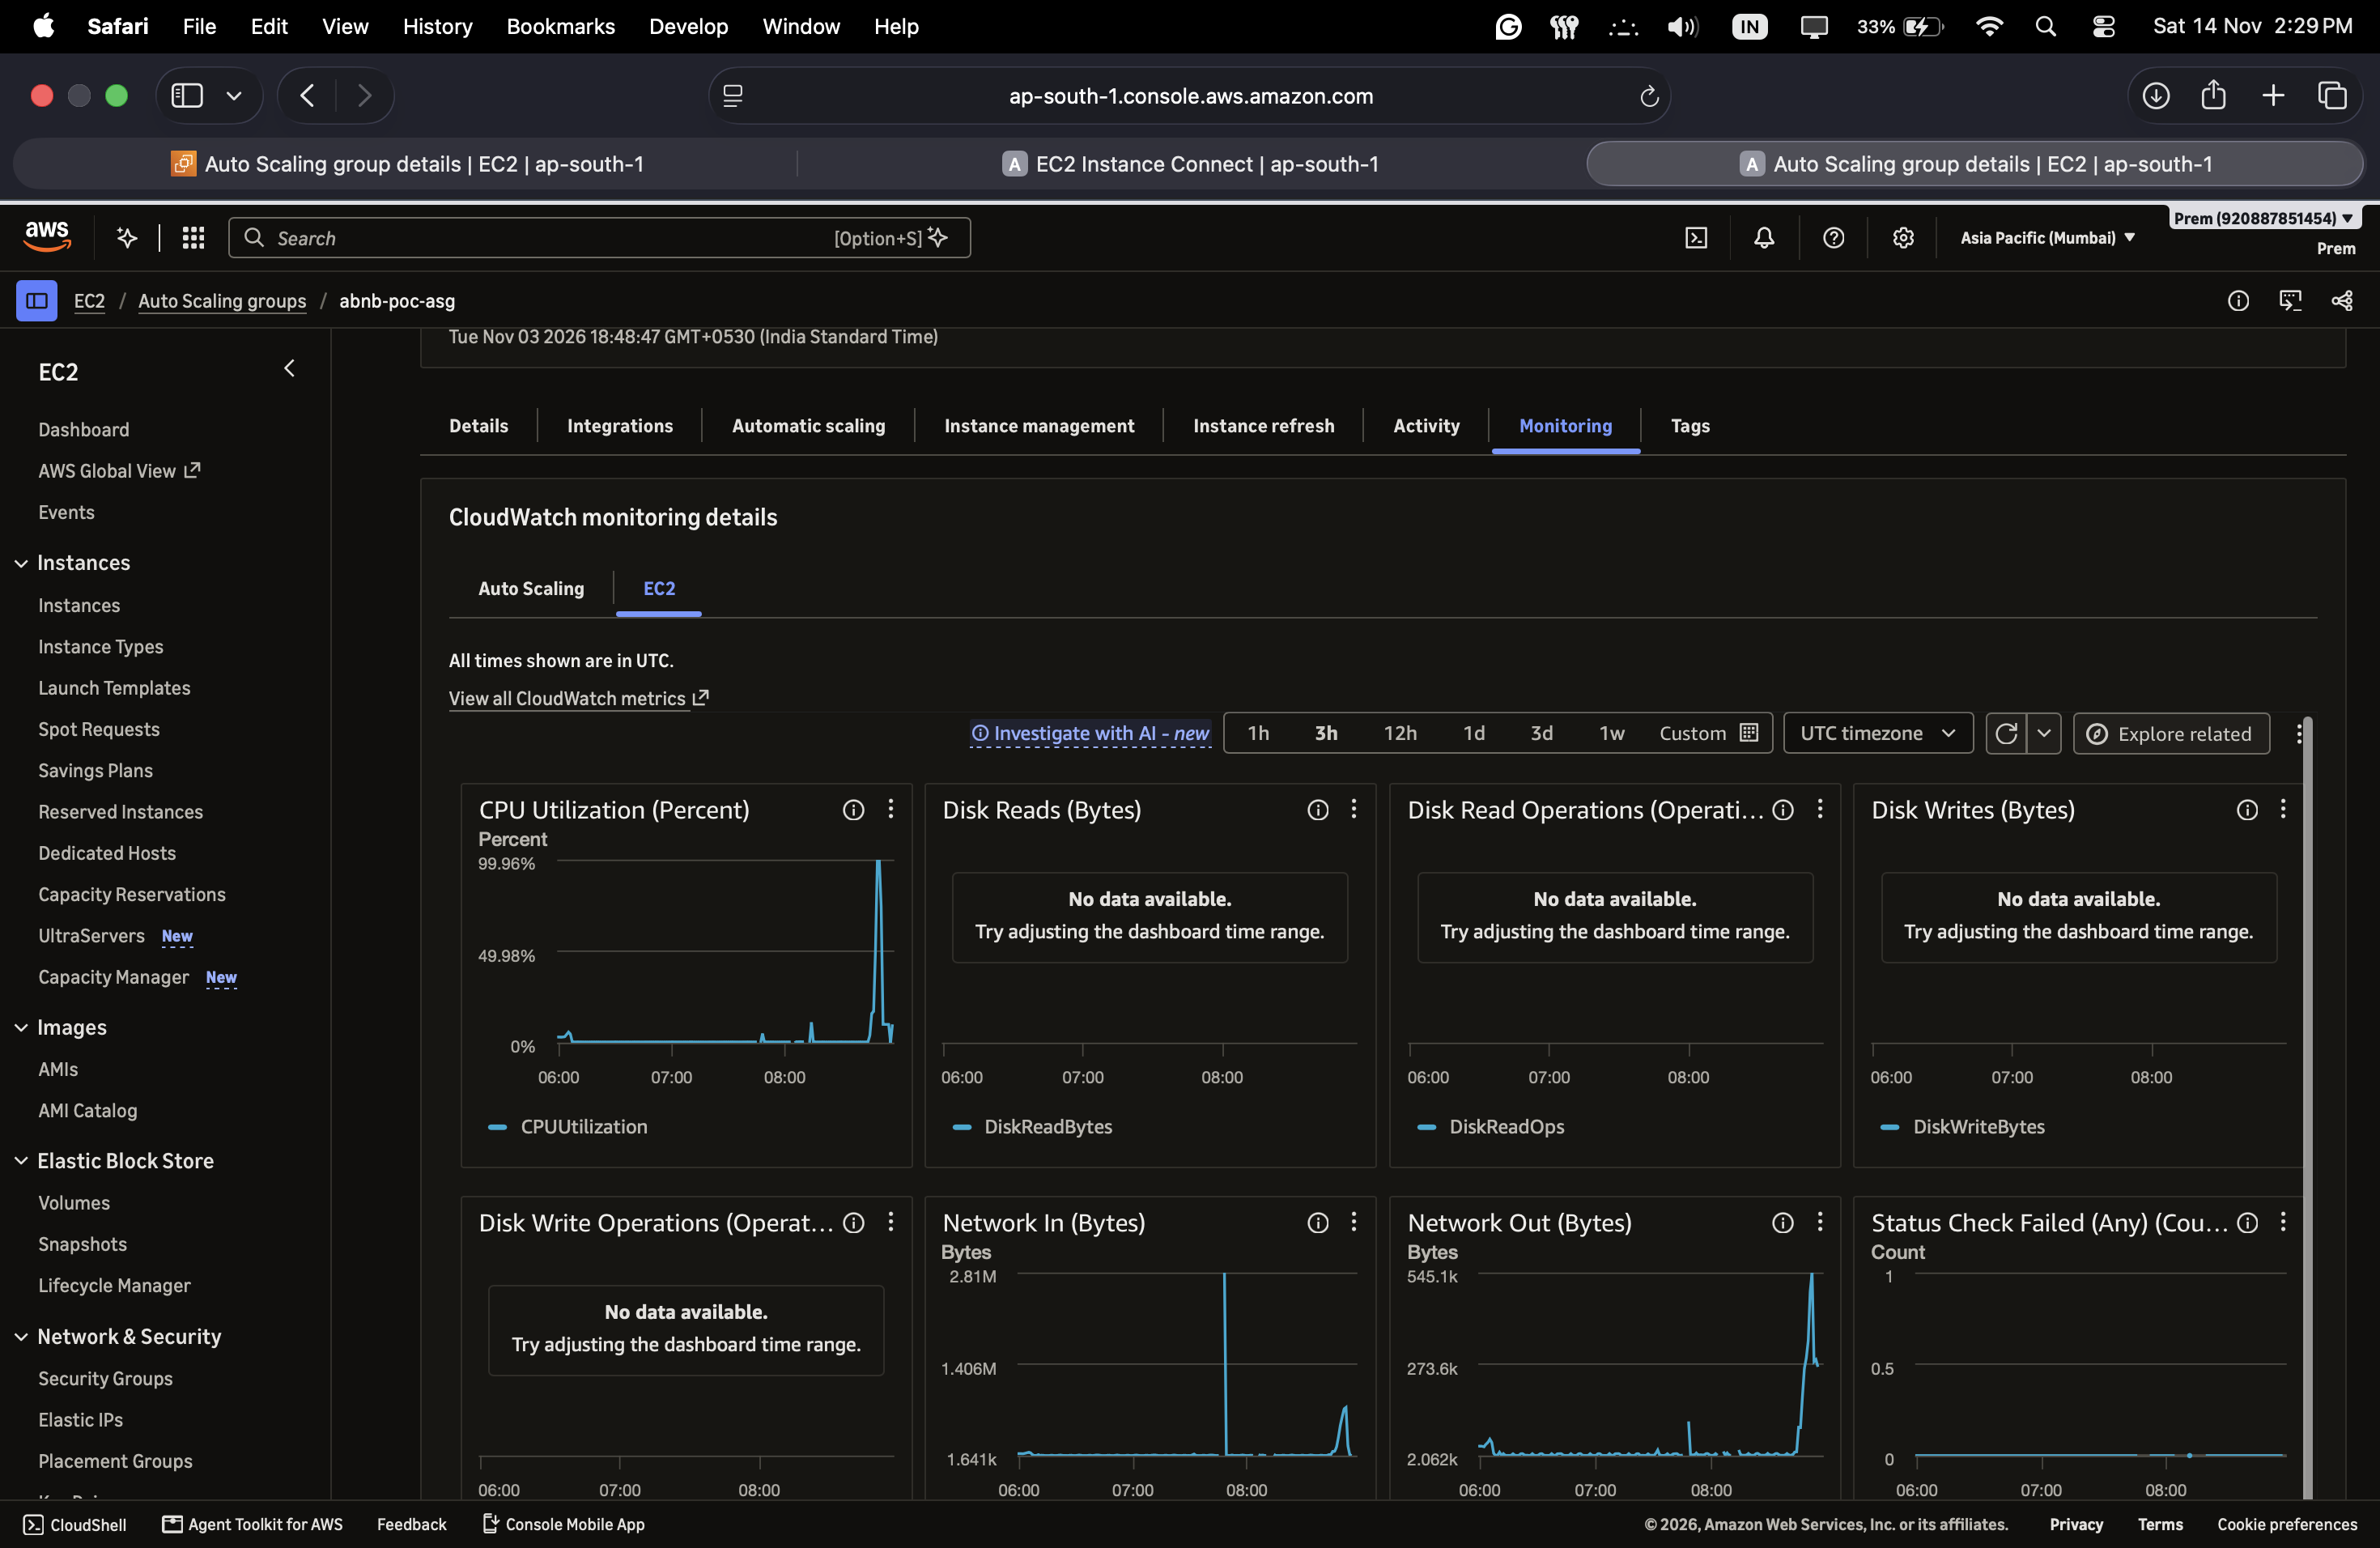 Safari File Edit View History Bookmarks Develop Window Help IN 33% Sat 14 Nov 2:29 PM
ap-south-1.console.aws.amazon.com
Auto Scaling group details | EC2 | ap-south-1
A EC2 Instance Connect | ap-south-1
A Auto Scaling group details | EC2 | ap-south-1
aws Search [Option+S] Asia Pacific (Mumbai) Prem (920887851454)
Prem
EC2 / Auto Scaling groups / abnb-poc-asg
EC2
Dashboard
AWS Global View
Events
Instances
Instances
Instance Types
Launch Templates
Spot Requests
Savings Plans
Reserved Instances
Dedicated Hosts
Capacity Reservations
UltraServers New
Capacity Manager New
Images
AMIs
AMI Catalog
Elastic Block Store
Volumes
Snapshots
Lifecycle Manager
Network & Security
Security Groups
Elastic IPs
Placement Groups
Tue Nov 03 2026 18:48:47 GMT+0530 (India Standard Time)
Details Integrations Automatic scaling Instance management Instance refresh Activity Monitoring Tags
CloudWatch monitoring details
Auto Scaling EC2
All times shown are in UTC.
View all CloudWatch metrics
Investigate with AI - new 1h 3h 12h 1d 3d 1w Custom UTC timezone Explore related
CPU Utilization (Percent)
Percent
99.96%
49.98%
0%
06:00 07:00 08:00
CPUUtilization
Disk Reads (Bytes)
No data available.
Try adjusting the dashboard time range.
06:00 07:00 08:00
DiskReadBytes
Disk Read Operations (Operati...
No data available.
Try adjusting the dashboard time range.
06:00 07:00 08:00
DiskReadOps
Disk Writes (Bytes)
No data available.
Try adjusting the dashboard time range.
06:00 07:00 08:00
DiskWriteBytes
Disk Write Operations (Operat...
No data available.
Try adjusting the dashboard time range.
06:00 07:00 08:00
Network In (Bytes)
Bytes
2.81M
1.406M
1.641k
06:00 07:00 08:00
Network Out (Bytes)
Bytes
545.1k
273.6k
2.062k
06:00 07:00 08:00
Status Check Failed (Any) (Cou...
Count
1
0.5
0
06:00 07:00 08:00
CloudShell Agent Toolkit for AWS Feedback Console Mobile App © 2026, Amazon Web Services, Inc. or its affiliates. Privacy Terms Cookie preferences